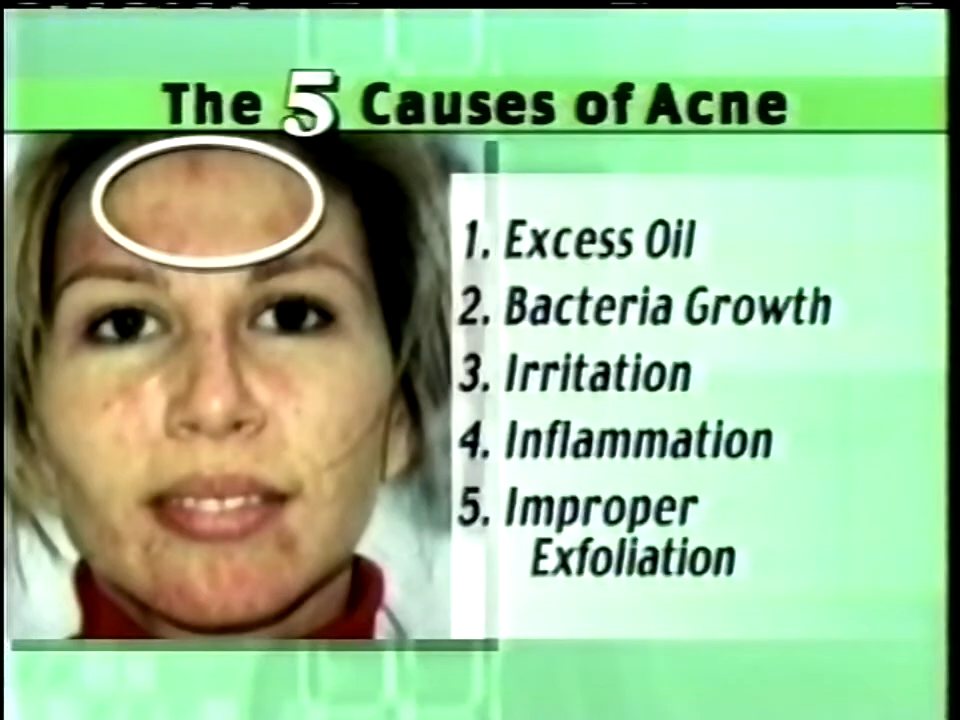 The 5 Causes of Acne
1. Excess Oil
2. Bacteria Growth
3. Irritation
4. Inflammation
5. Improper
Exfoliation